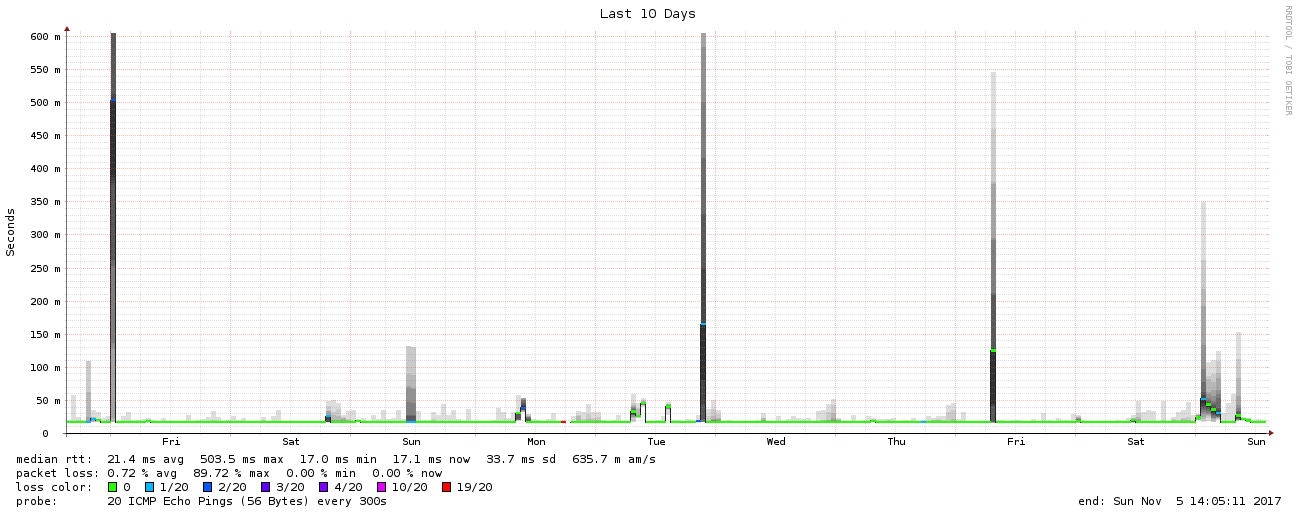 Last 10 Days
RRDTOOL / TOBI OETIKER
Seconds
600 m
550 m
500 m
450 m
400 m
350 m
300 m
250 m
200 m
150 m
100 m
50 m
0
Fri Sat Sun Mon Tue Wed Thu Fri Sat Sun
median rtt: 21.4 ms avg 503.5 ms max 17.0 ms min 17.1 ms now 33.7 ms sd 635.7 m am/s
packet loss: 0.72 % avg 89.72 % max 0.00 % min 0.00 % now
loss color: 0 1/20 2/20 3/20 4/20 10/20 19/20
probe: 20 ICMP Echo Pings (56 Bytes) every 300s end: Sun Nov 5 14:05:11 2017